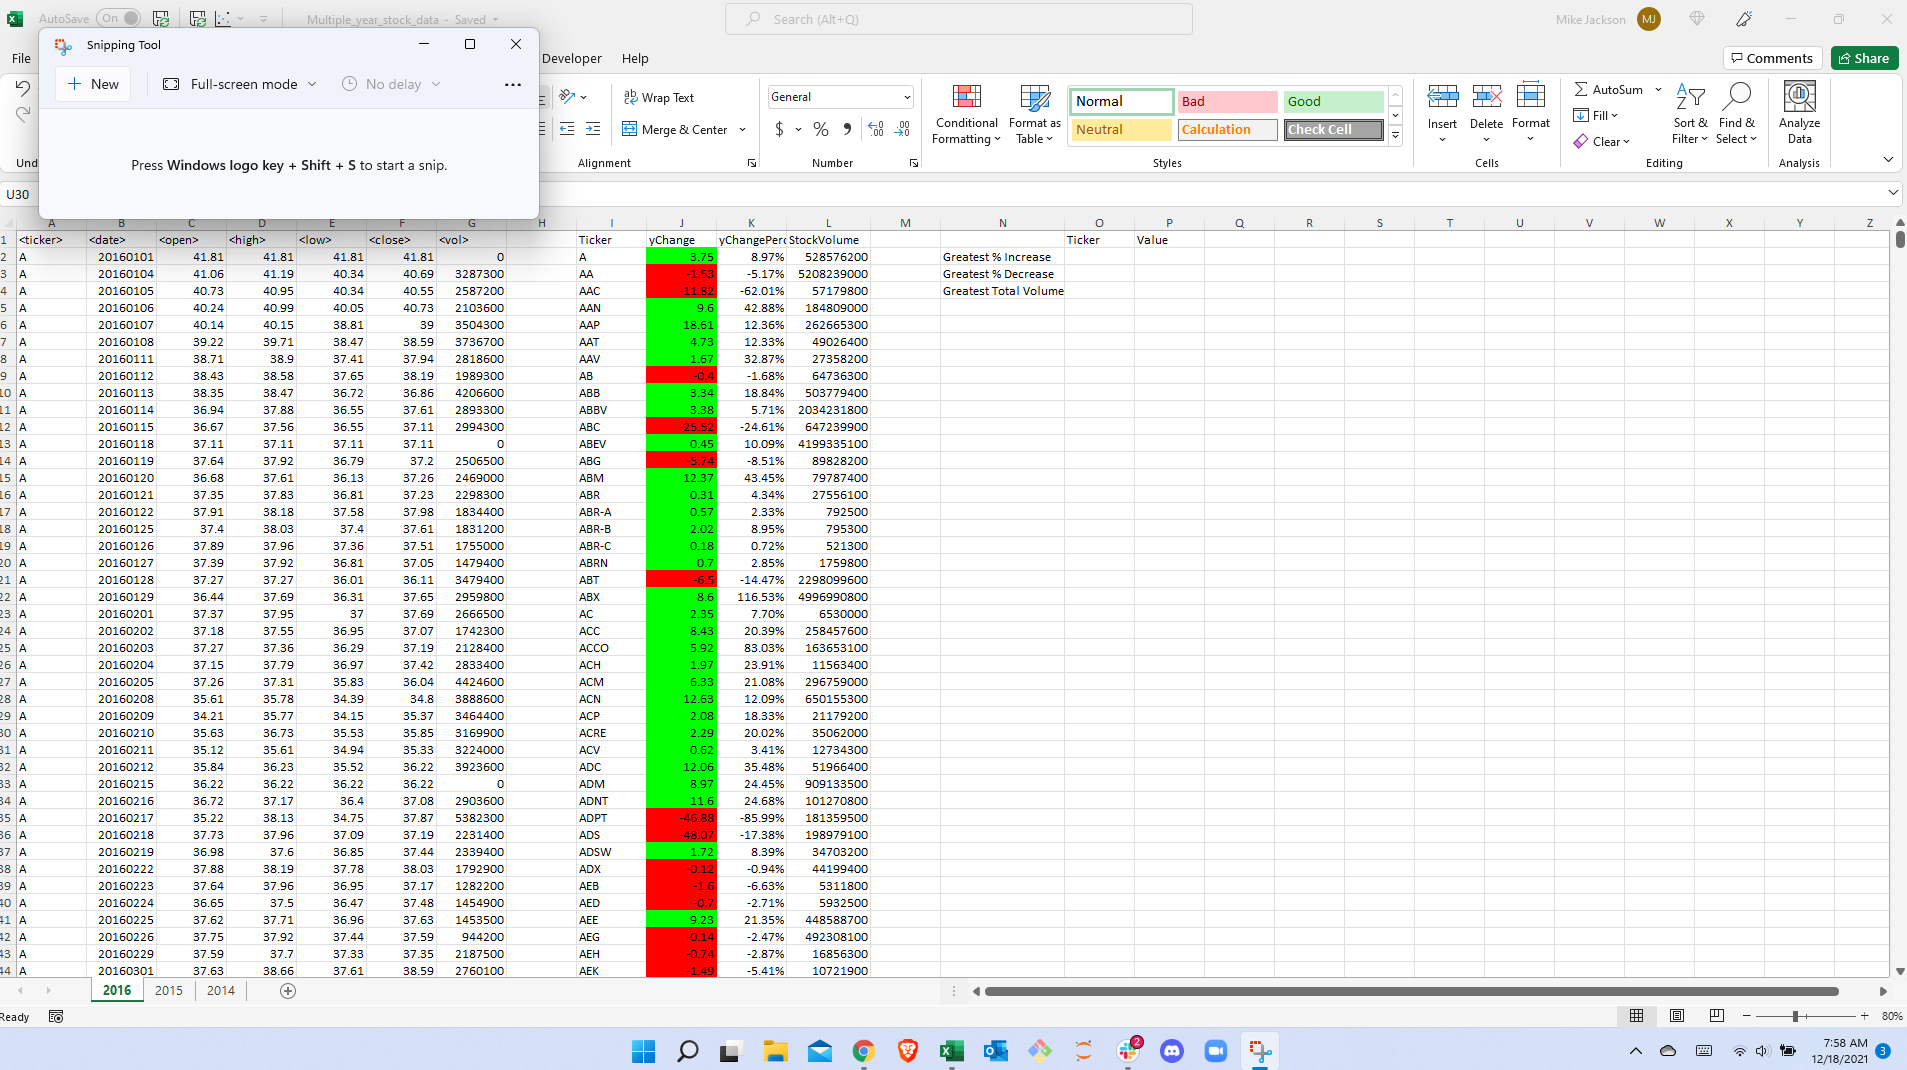 AutoSave On Multiple_year_stock_data - Saved Search (Alt+Q) Mike Jackson MJ
Snipping Tool
File Developer Help Comments Share
New Full-screen mode No delay
Press Windows logo key + Shift + S to start a snip.
Wrap Text General Normal Bad Good AutoSum
Merge & Center $ % Conditional Formatting Format as Table Neutral Calculation Check Cell Insert Delete Format Fill Clear Sort & Filter Find & Select Analyze Data
Alignment Number Styles Cells Editing Analysis
U30
A B C D E F G H I J K L M N O P Q R S T U V W X Y Z
1 <ticker> <date> <open> <high> <low> <close> <vol> Ticker yChange yChangePerc StockVolume Ticker Value
2 A 20160101 41.81 41.81 41.81 41.81 0 A 3.75 8.97% 528576200 Greatest % Increase
3 A 20160104 41.06 41.19 40.34 40.69 3287300 AA -1.53 -5.17% 5208239000 Greatest % Decrease
4 A 20160105 40.73 40.95 40.34 40.55 2587200 AAC -11.82 -62.01% 57179800 Greatest Total Volume
5 A 20160106 40.24 40.99 40.05 40.73 2103600 AAN 9.6 42.88% 184809000
6 A 20160107 40.14 40.15 38.81 39 3504300 AAP 18.61 12.36% 262665300
7 A 20160108 39.22 39.71 38.47 38.59 3736700 AAT 4.73 12.33% 49026400
8 A 20160111 38.71 38.9 37.41 37.94 2818600 AAV 1.67 32.87% 27358200
9 A 20160112 38.43 38.58 37.65 38.19 1989300 AB -0.4 -1.68% 64736300
10 A 20160113 38.35 38.47 36.72 36.86 4206600 ABB 3.34 18.84% 503779400
11 A 20160114 36.94 37.88 36.55 37.61 2893300 ABBV 3.38 5.71% 2034231800
12 A 20160115 36.67 37.56 36.55 37.11 2994300 ABC -25.52 -24.61% 647239900
13 A 20160118 37.11 37.11 37.11 37.11 0 ABEV 0.45 10.09% 4199335100
14 A 20160119 37.64 37.92 36.79 37.2 2506500 ABG -5.74 -8.51% 89828200
15 A 20160120 36.68 37.61 36.13 37.26 2469000 ABM 12.37 43.45% 79787400
16 A 20160121 37.35 37.83 36.81 37.23 2298300 ABR 0.31 4.34% 27556100
17 A 20160122 37.91 38.18 37.58 37.98 1834400 ABR-A 0.57 2.33% 792500
18 A 20160125 37.4 38.03 37.4 37.61 1831200 ABR-B 2.02 8.95% 795300
19 A 20160126 37.89 37.96 37.36 37.51 1755000 ABR-C 0.18 0.72% 521300
20 A 20160127 37.39 37.92 36.81 37.05 1479400 ABRN 0.7 2.85% 1759800
21 A 20160128 37.27 37.27 36.01 36.11 3479400 ABT -6.5 -14.47% 2298099600
22 A 20160129 36.44 37.69 36.31 37.65 2959800 ABX 8.6 116.53% 4996990800
23 A 20160201 37.37 37.95 37 37.69 2666500 AC 2.35 7.70% 6530000
24 A 20160202 37.18 37.55 36.95 37.07 1742300 ACC 8.43 20.39% 258457600
25 A 20160203 37.27 37.36 36.29 37.19 2128400 ACCO 5.92 83.03% 163653100
26 A 20160204 37.15 37.79 36.97 37.42 2833400 ACH 1.97 23.91% 11563400
27 A 20160205 37.26 37.31 35.83 36.04 4424600 ACM 6.33 21.08% 296759000
28 A 20160208 35.61 35.78 34.39 34.8 3888600 ACN 12.63 12.09% 650155300
29 A 20160209 34.21 35.77 34.15 35.37 3464400 ACP 2.08 18.33% 21179200
30 A 20160210 35.63 36.73 35.53 35.85 3169900 ACRE 2.29 20.02% 35062000
31 A 20160211 35.12 35.61 34.94 35.33 3224000 ACV 0.62 3.41% 12734300
32 A 20160212 35.84 36.23 35.52 36.22 3923600 ADC 12.06 35.48% 51966400
33 A 20160215 36.22 36.22 36.22 36.22 0 ADM 8.97 24.45% 909133500
34 A 20160216 36.72 37.17 36.4 37.08 2903600 ADNT 11.6 24.68% 101270800
35 A 20160217 35.22 38.13 34.75 37.87 5382300 ADPT -46.88 -85.99% 181359500
36 A 20160218 37.73 37.96 37.09 37.19 2231400 ADS -48.07 -17.38% 198979100
37 A 20160219 36.98 37.6 36.85 37.44 2339400 ADSW 1.72 8.39% 34703200
38 A 20160222 37.88 38.19 37.78 38.03 1792900 ADX -0.12 -0.94% 44199400
39 A 20160223 37.64 37.96 36.95 37.17 1282200 AEB -1.6 -6.63% 5311800
40 A 20160224 36.65 37.5 36.47 37.48 1454900 AED -0.7 -2.71% 5932500
41 A 20160225 37.62 37.71 36.96 37.63 1453500 AEE 9.23 21.35% 448588700
42 A 20160226 37.75 37.92 37.44 37.59 944200 AEG -0.14 -2.47% 492308100
43 A 20160229 37.59 37.7 37.33 37.35 2187500 AEH -0.74 -2.87% 16856300
44 A 20160301 37.63 38.66 37.61 38.59 2760100 AEK -1.49 -5.41% 10721900
2016 2015 2014
Ready 80%
2 7:58 AM
12/18/2021 3